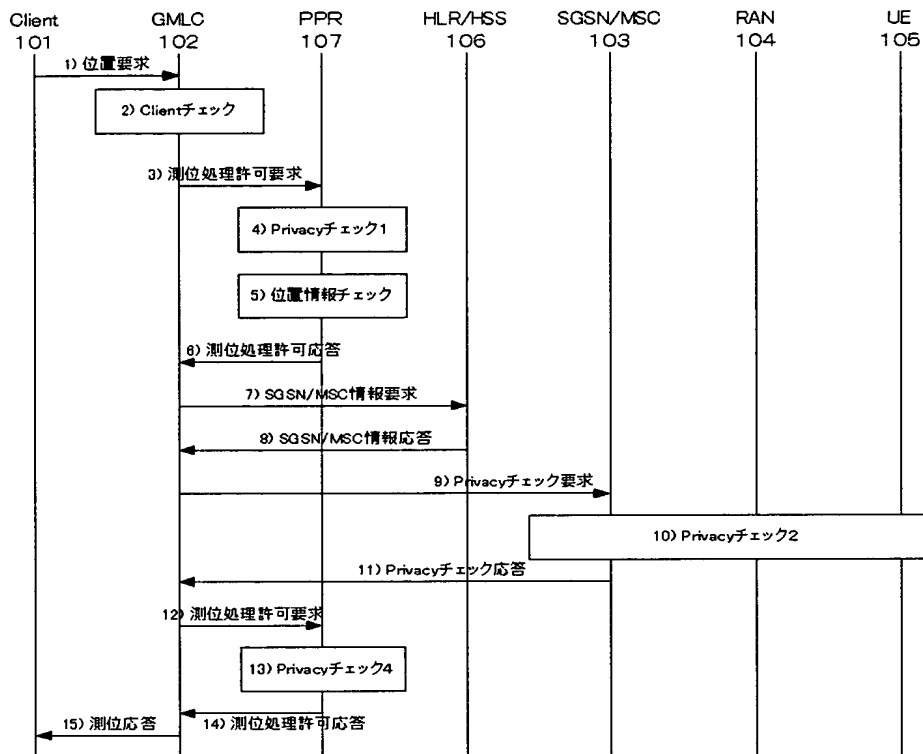 Client GMLC PPR HLR/HSS SGSN/MSC RAN UE
101 102 107 106 103 104 105
1) 位置要求
2) Clientチェック
3) 測位処理許可要求
4) Privacyチェック1
5) 位置情報チェック
6) 測位処理許可応答
7) SGSN/MSC情報要求
8) SGSN/MSC情報応答
9) Privacyチェック要求
10) Privacyチェック2
11) Privacyチェック応答
12) 測位処理許可要求
13) Privacyチェック4
14) 測位処理許可応答
15) 測位応答